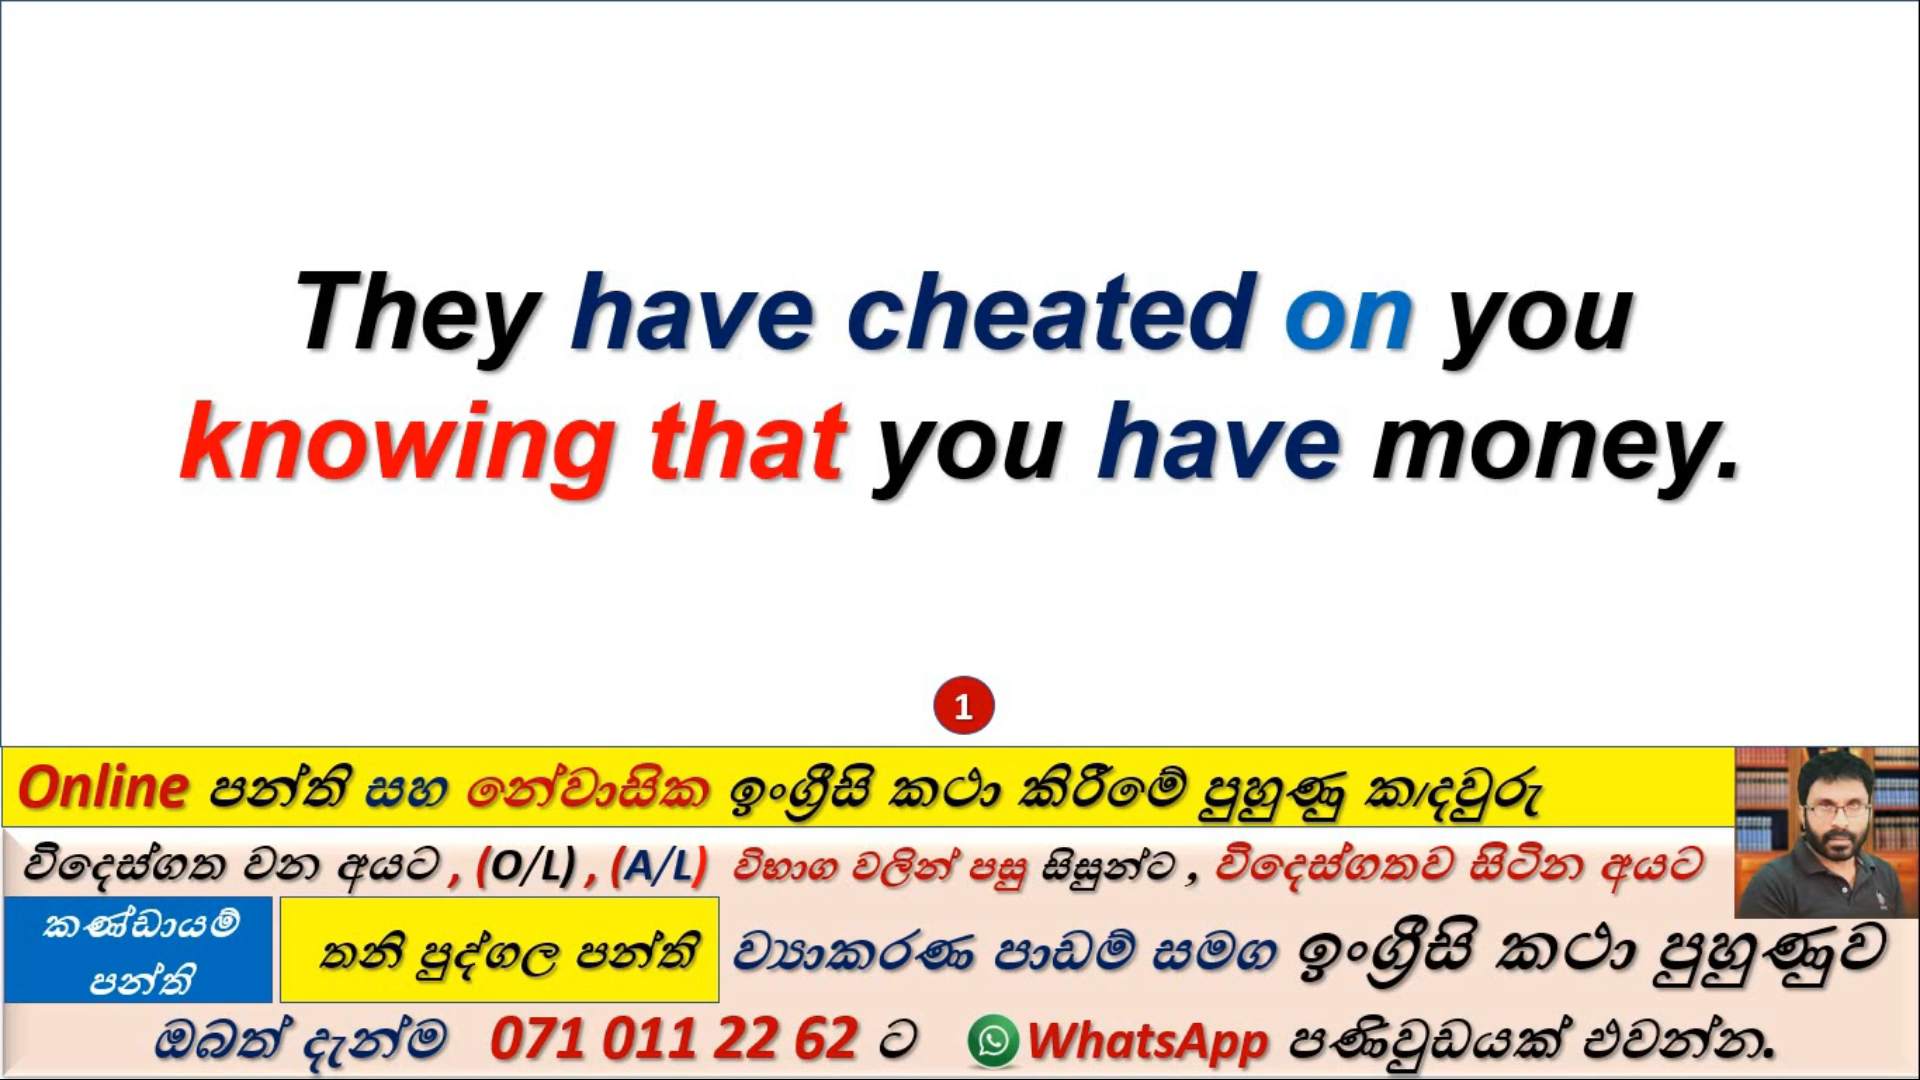 They have cheated on you
knowing that you have money.
1
Online පන්ති සහ නේවාසික ඉංග්‍රීසි කථා කිරීමේ පුහුණු කඳවුරු
විදෙස්ගත වන අයට , (O/L) , (A/L) විභාග වලින් පසු සිසුන්ට , විදෙස්ගතව සිටින අයට
කණ්ඩායම්
පන්ති
තනි පුද්ගල පන්ති
ව්‍යාකරණ පාඩම් සමග ඉංග්‍රීසි කථා පුහුණුව
ඔබත් දැන්ම 071 011 22 62 ට WhatsApp පණිවුඩයක් එවන්න.